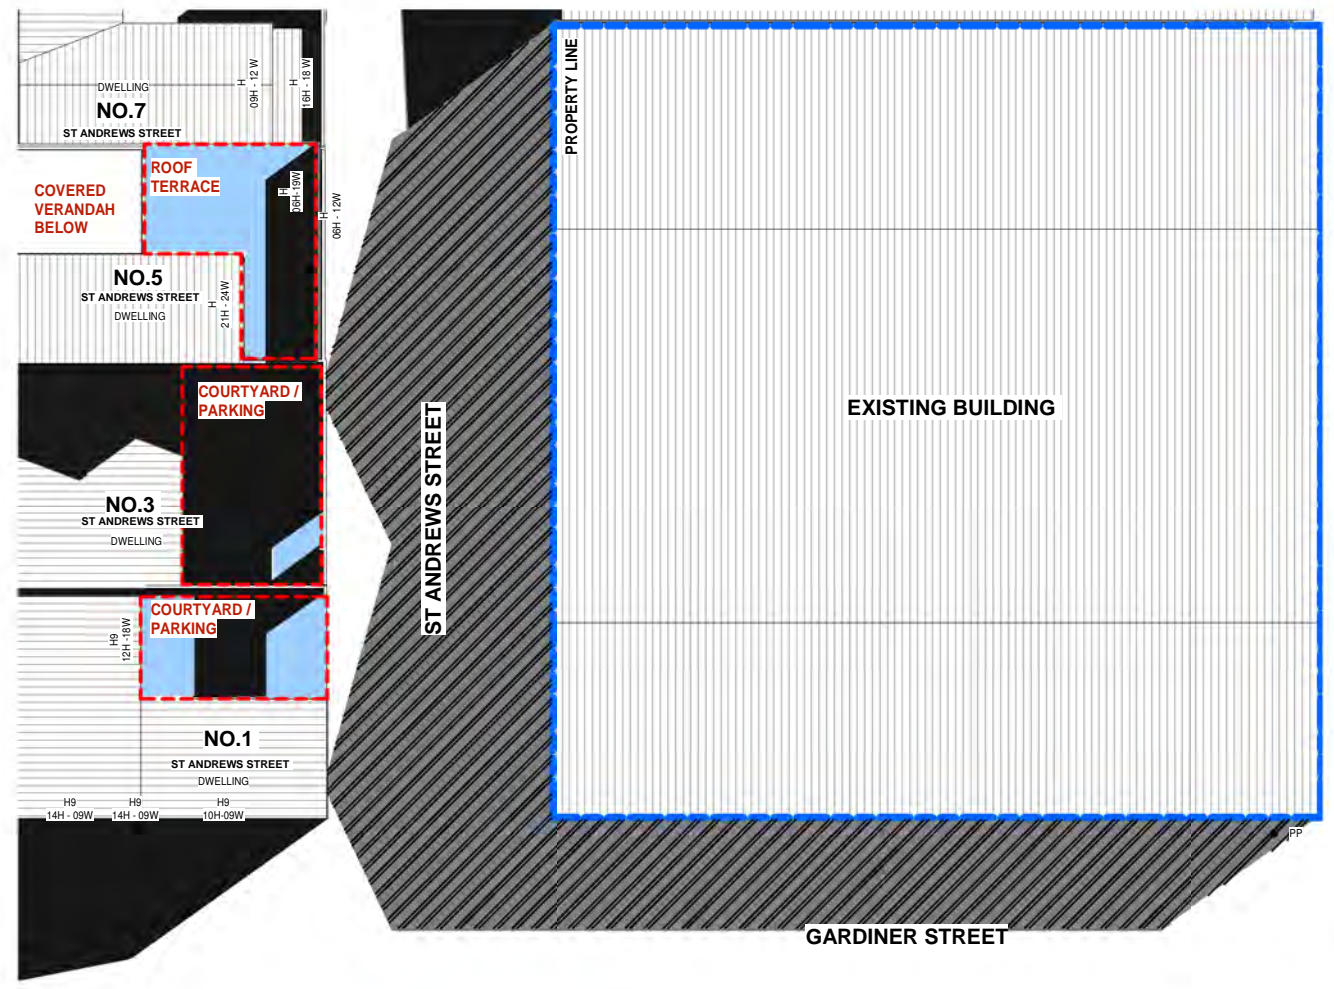 DWELLING
NO.7
ST ANDREWS STREET
H
09H - 12 W
H
16H - 18 W
PROPERTY LINE
ROOF
TERRACE
COVERED
VERANDAH
BELOW
H
06H-19W
H
06H - 12W
NO.5
ST ANDREWS STREET
DWELLING
H
21H - 24W
COURTYARD /
PARKING
ST ANDREWS STREET
EXISTING BUILDING
NO.3
ST ANDREWS STREET
DWELLING
COURTYARD /
PARKING
H9
12H -18W
NO.1
ST ANDREWS STREET
DWELLING
H9
14H - 09W
H9
14H - 09W
H9
10H-09W
PP
GARDINER STREET